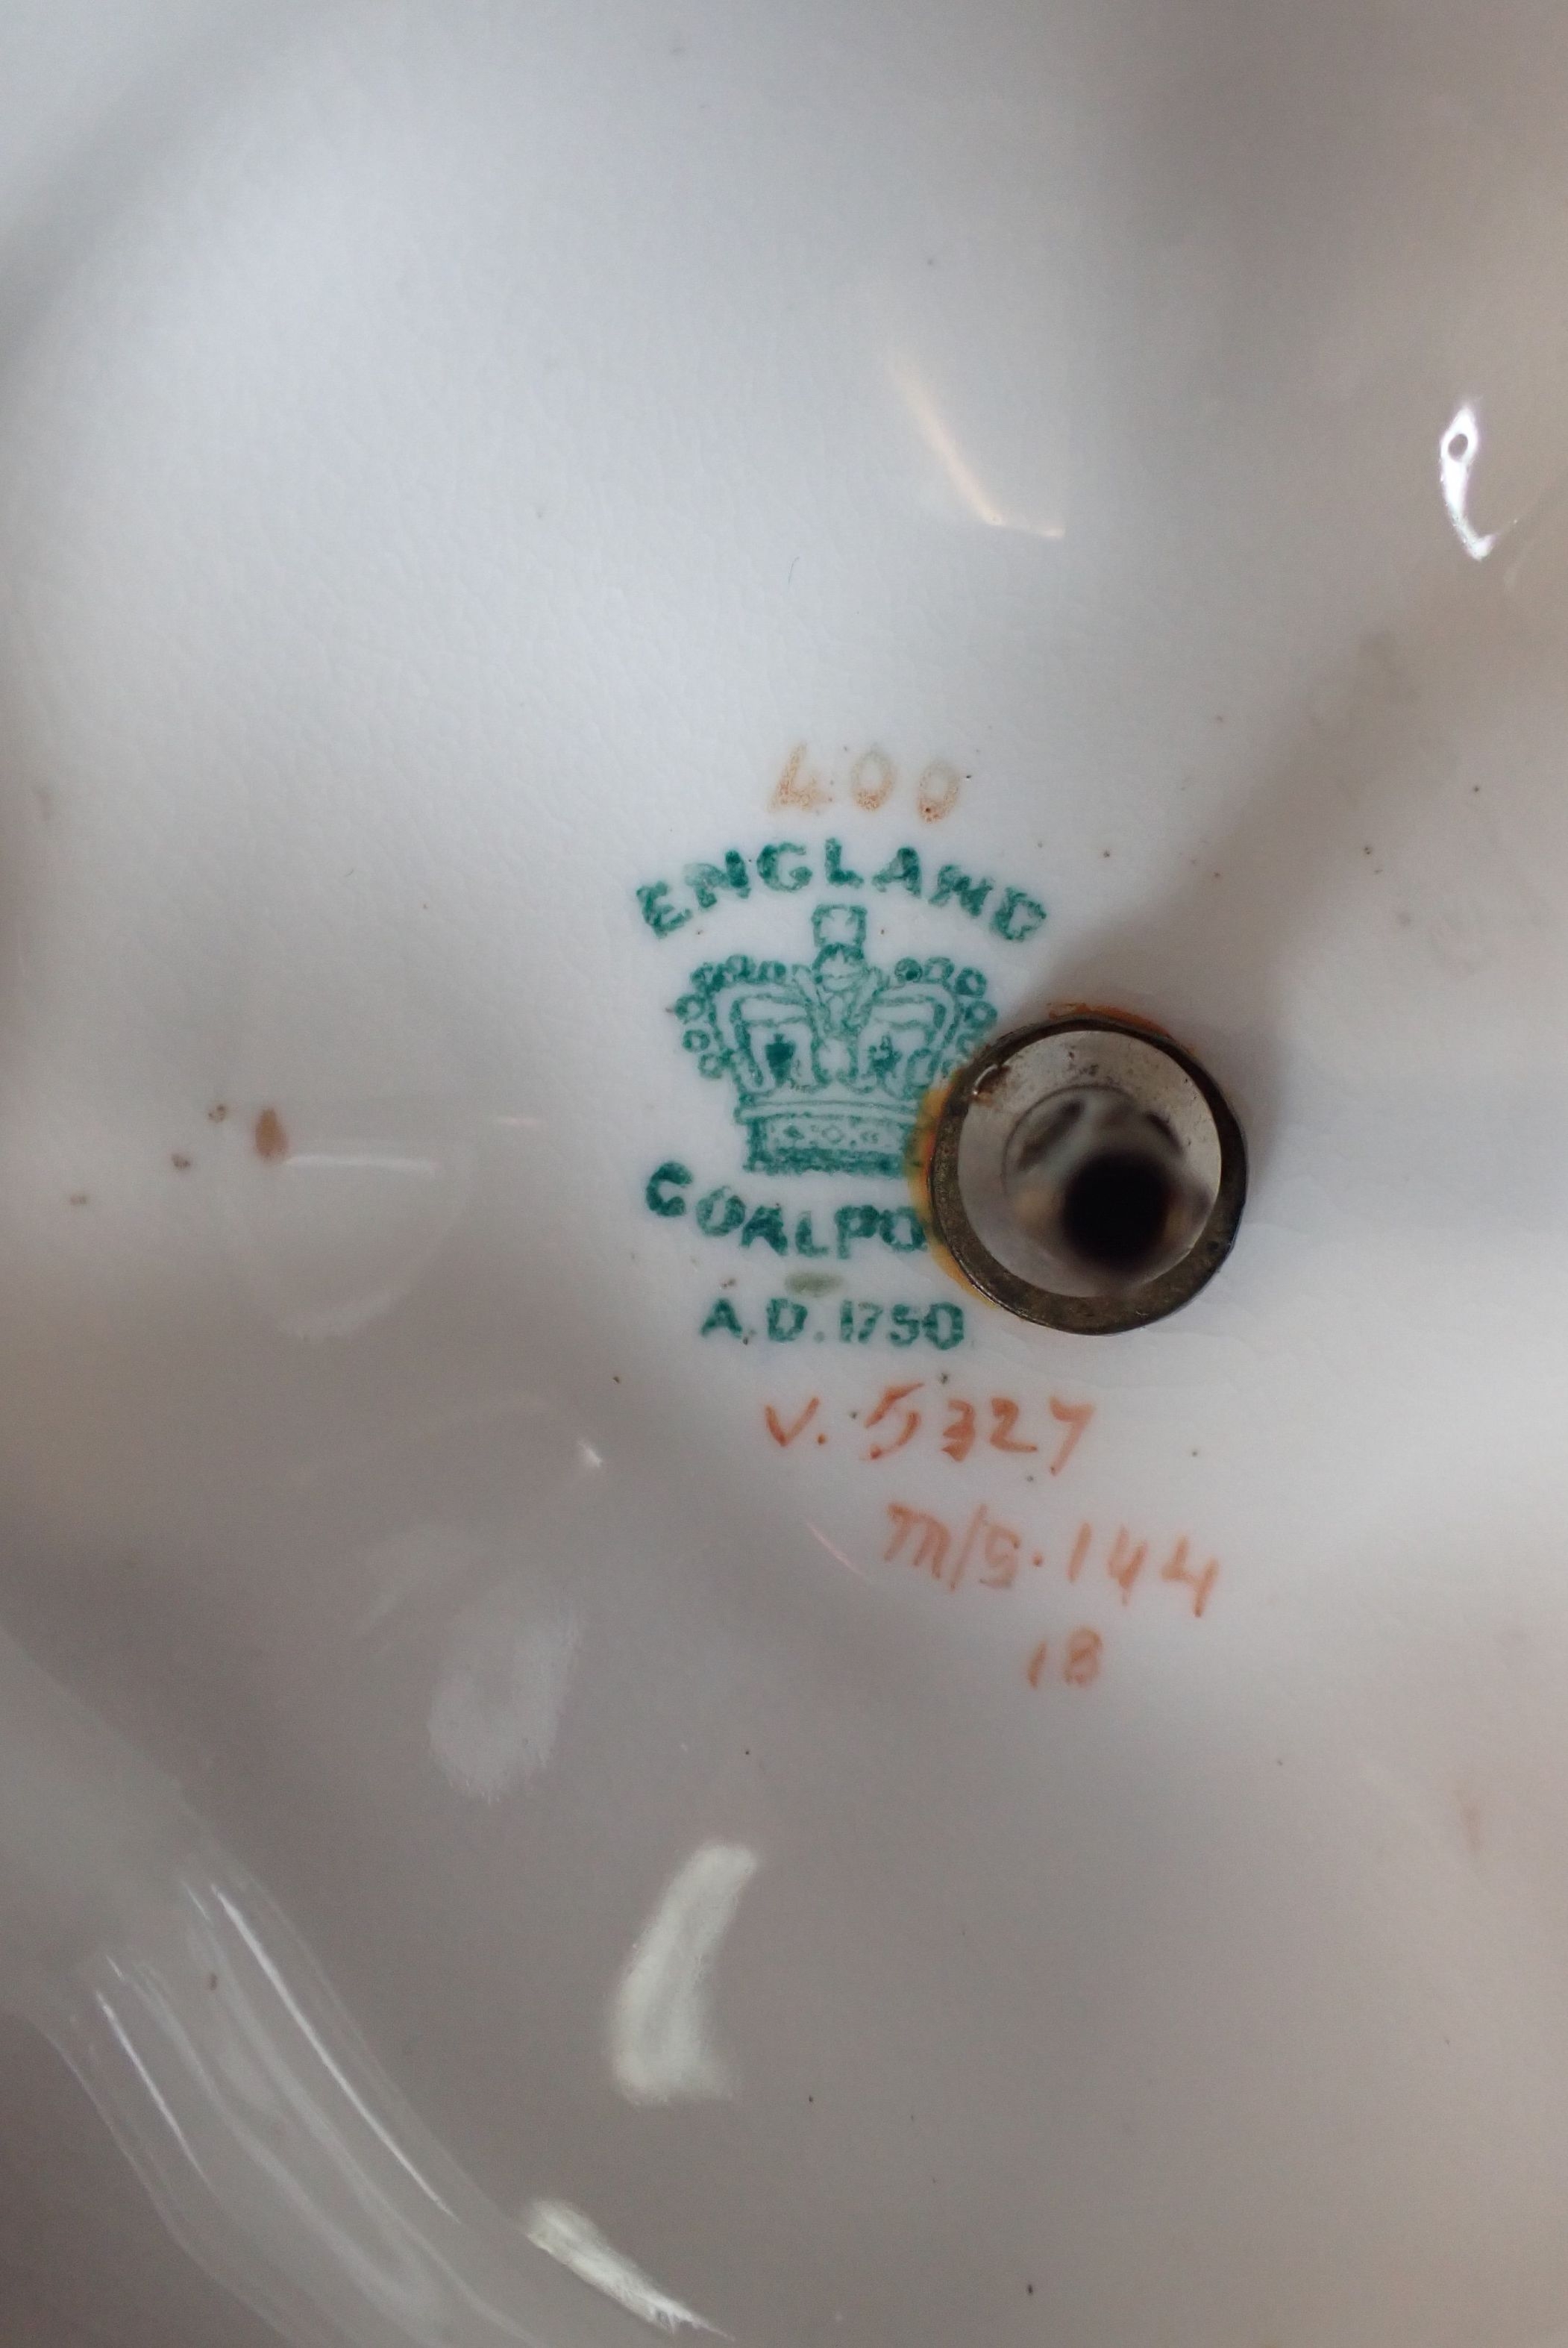 400
ENGLAND
COALPO
A.D. 1750
V. 5327
m/s. 144
18